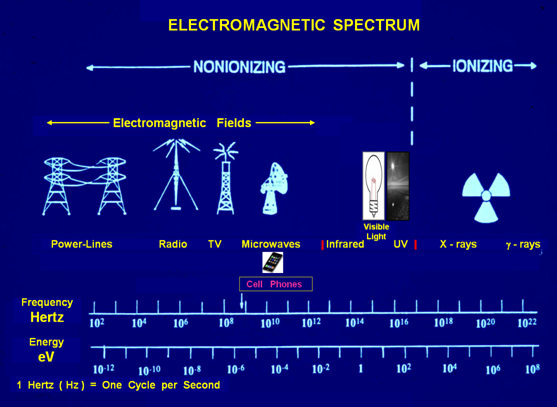 ELECTROMAGNETIC SPECTRUM
NONIONIZING
IONIZING
Electromagnetic Fields
Visible
Light
Power-Lines Radio TV Microwaves Infrared UV X - rays γ - rays
Cell Phones
Frequency
Hertz
10² 10⁴ 10⁶ 10⁸ 10¹⁰ 10¹² 10¹⁴ 10¹⁶ 10¹⁸ 10²⁰ 10²²
Energy
eV
10⁻¹² 10⁻¹⁰ 10⁻⁸ 10⁻⁶ 10⁻⁴ 10⁻² 1 10² 10⁴ 10⁶ 10⁸
1 Hertz ( Hz ) = One Cycle per Second